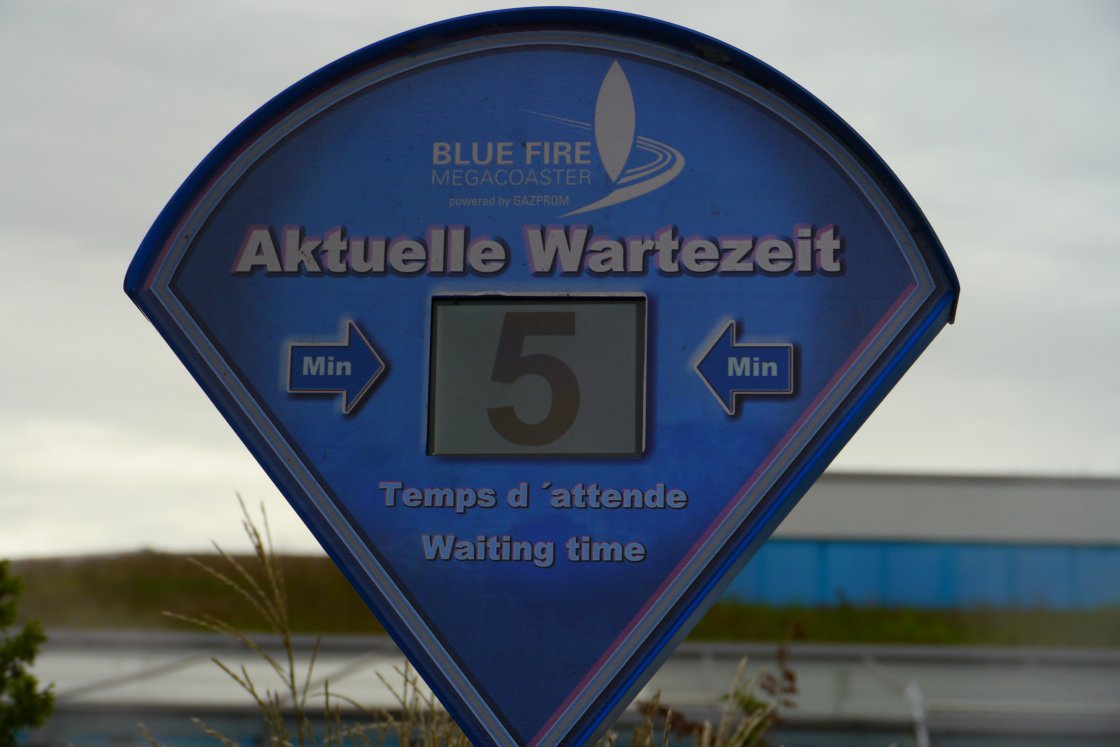 BLUE FIRE
MEGACOASTER
powered by GAZPROM
Aktuelle Wartezeit
Min 5 Min
Temps d ´attende
Waiting time